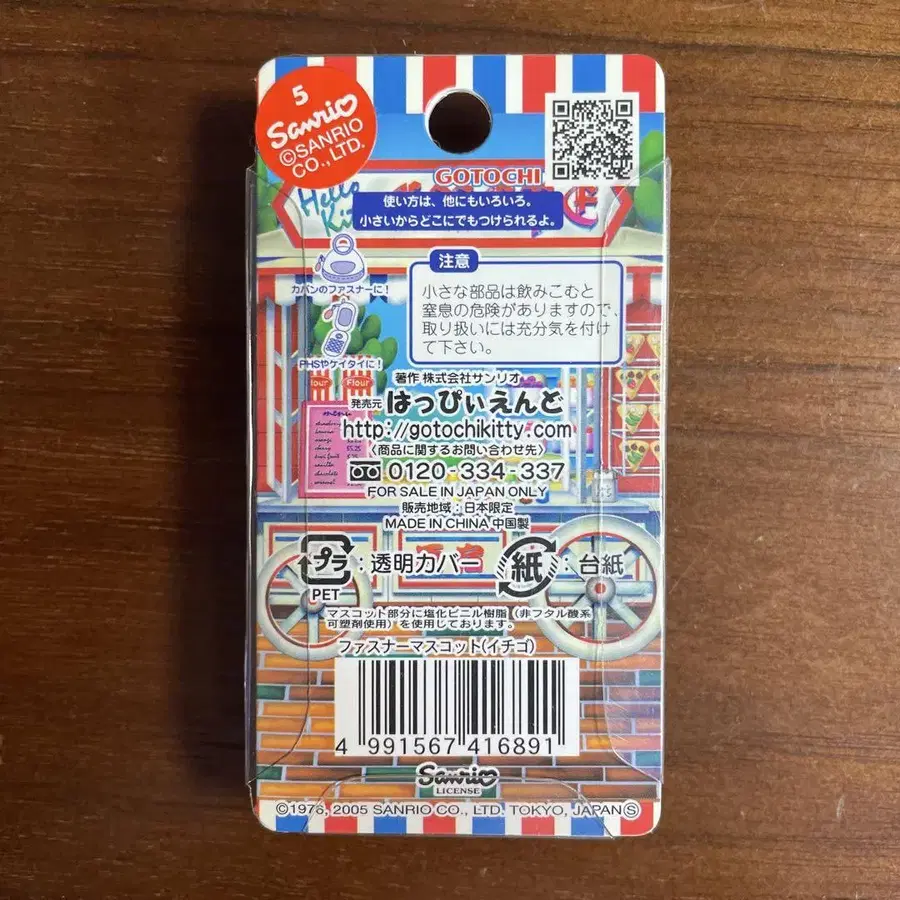 5
Sanrio
©SANRIO
CO., LTD.
GOTOCHI
Hello
使い方は、他にもいろいろ。
小さいからどこにでもつけられるよ。
カバンのファスナーに!
PHSやケイタイに!
注意
小さな部品は飲みこむと
窒息の危険がありますので、
取り扱いには充分気を付け
て下さい。
Flour
menu
著作 株式会社サンリオ
発売元 はっぴぃえんど
http://gotochikitty.com
〈商品に関するお問い合わせ先〉
0120-334-337
FOR SALE IN JAPAN ONLY
販売地域:日本限定
MADE IN CHINA 中国製
プラ:透明カバー
PET
紙:台紙
マスコット部分に塩化ビニル樹脂(非フタル酸系
可塑剤使用)を使用しております。
ファスナーマスコット(イチゴ)
4 991567 416891
Sanrio
LICENSE
©1976, 2005 SANRIO CO., LTD. TOKYO, JAPAN Ⓢ